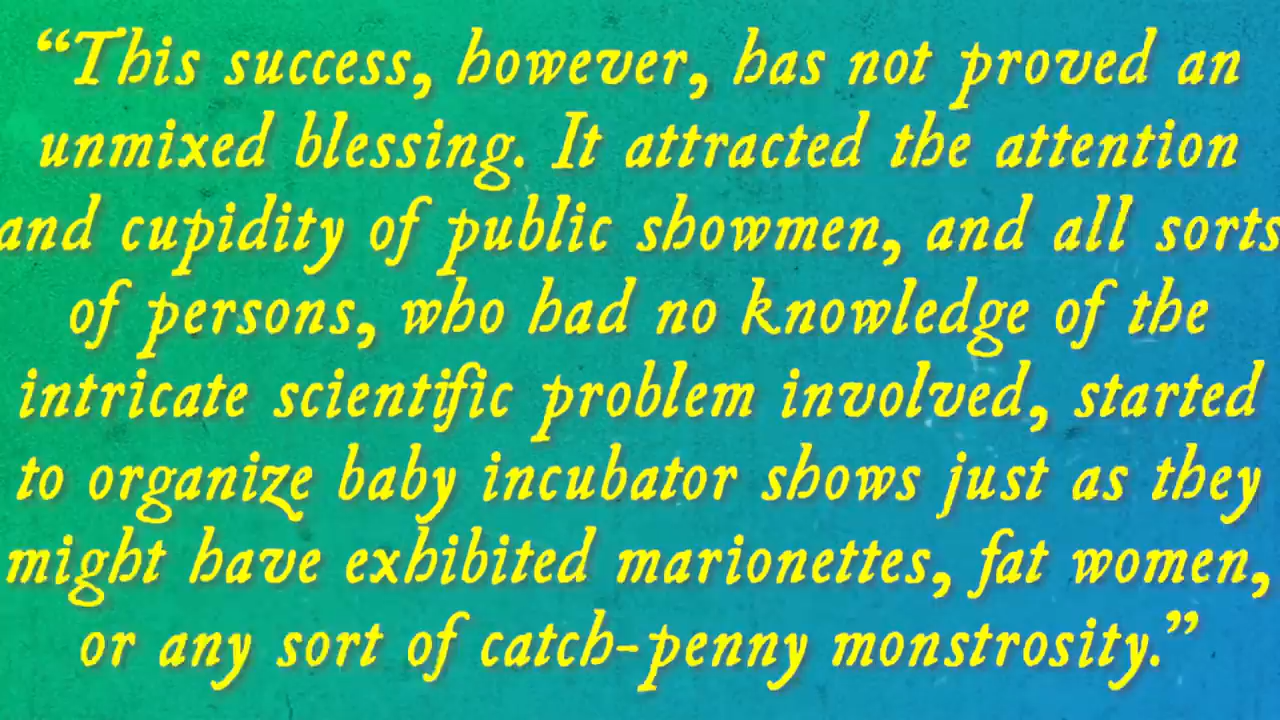 “This success, however, has not proved an
unmixed blessing. It attracted the attention
and cupidity of public showmen, and all sorts
of persons, who had no knowledge of the
intricate scientific problem involved, started
to organize baby incubator shows just as they
might have exhibited marionettes, fat women,
or any sort of catch-penny monstrosity.”